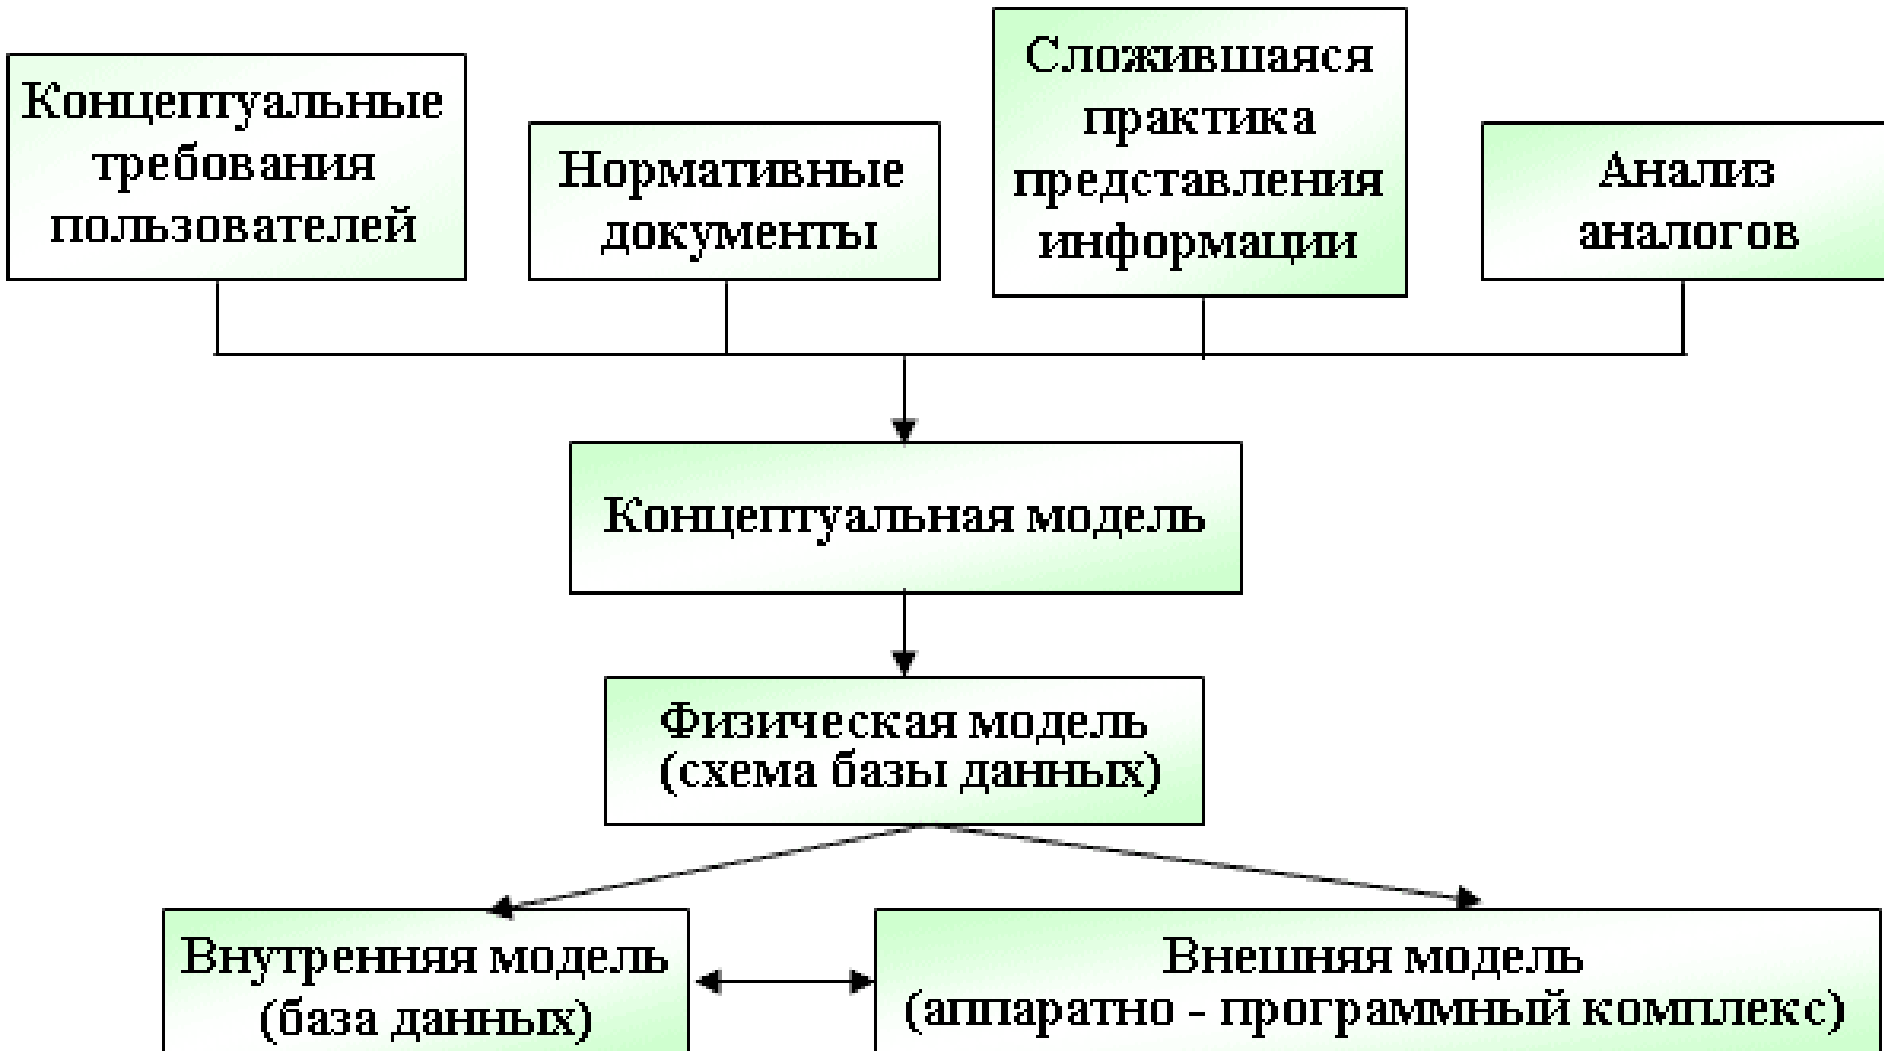 Концептуальные
требования
пользователей
Нормативные
документы
Сложившаяся
практика
представления
информации
Анализ
аналогов
Концептуальная модель
Физическая модель
(схема базы данных)
Внутренняя модель
(база данных)
Внешняя модель
(аппаратно - программный комплекс)